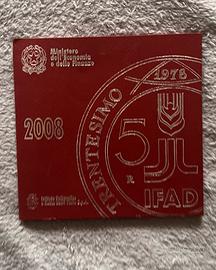 Ministero
dell'Economia
e delle Finanze
2008
TRENTESIMO
1978
5
R
IFAD